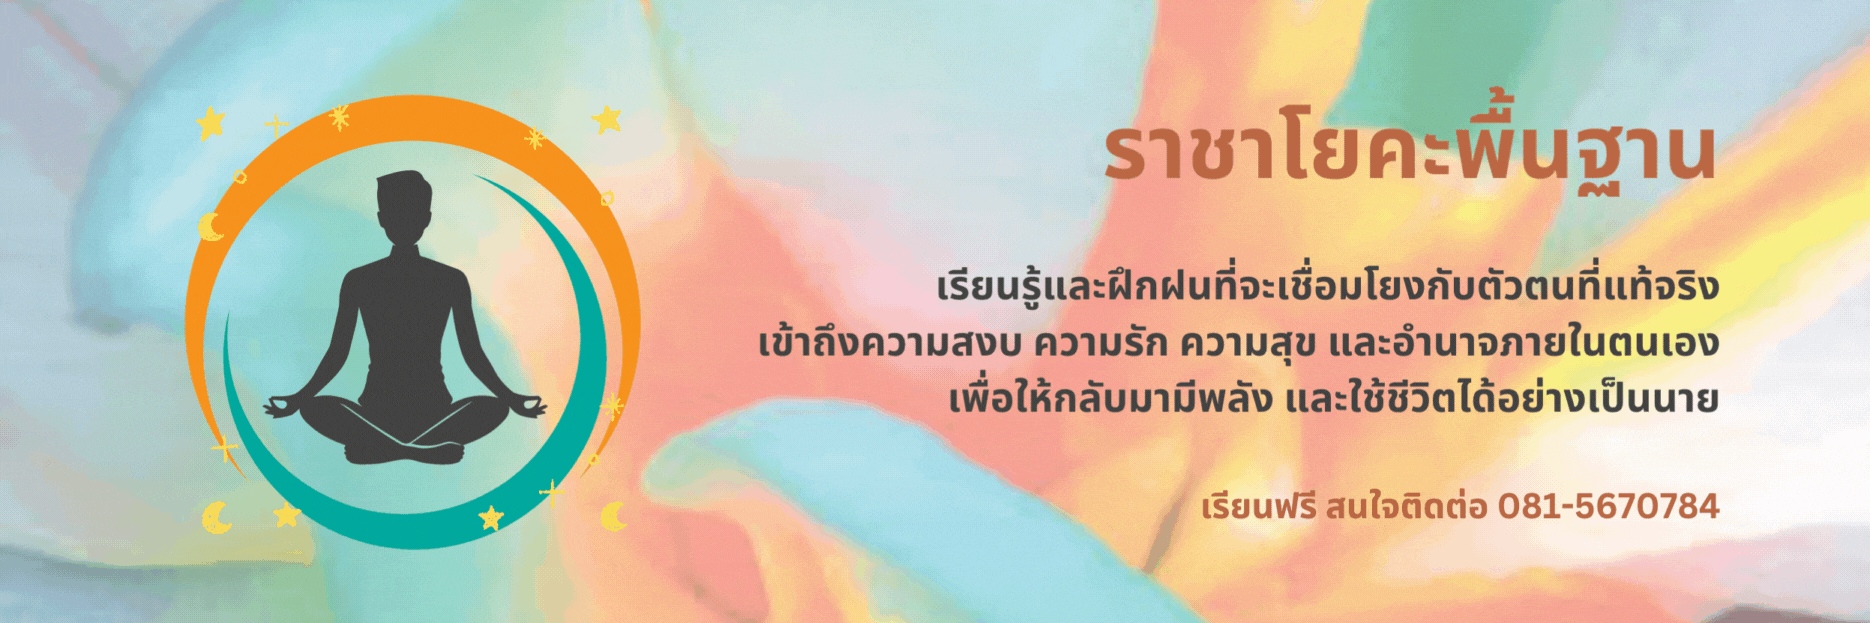 ราชาโยคะพื้นฐาน
เรียนรู้และฝึกฝนที่จะเชื่อมโยงกับตัวตนที่แท้จริง
เข้าถึงความสงบ ความรัก ความสุข และอำนาจภายในตนเอง
เพื่อให้กลับมามีพลัง และใช้ชีวิตได้อย่างเป็นนาย
เรียนฟรี สนใจติดต่อ 081-5670784